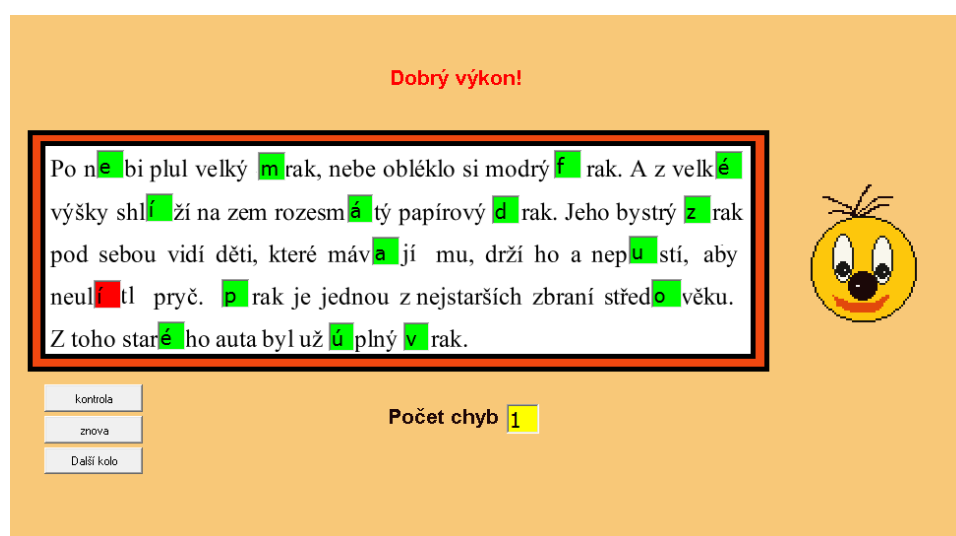 Dobrý výkon!
Po nebi plul velký mrak, nebe obléklo si modrý frak. A z velké
výšky shlíží na zem rozesmátý papírový drak. Jeho bystrý zrak
pod sebou vidí děti, které mávají mu, drží ho a nepustí, aby
neulítl pryč. prak je jednou z nejstarších zbraní středověku.
Z toho starého auta byl už úplný vrak.
kontrola
znova
Další kolo
Počet chyb 1